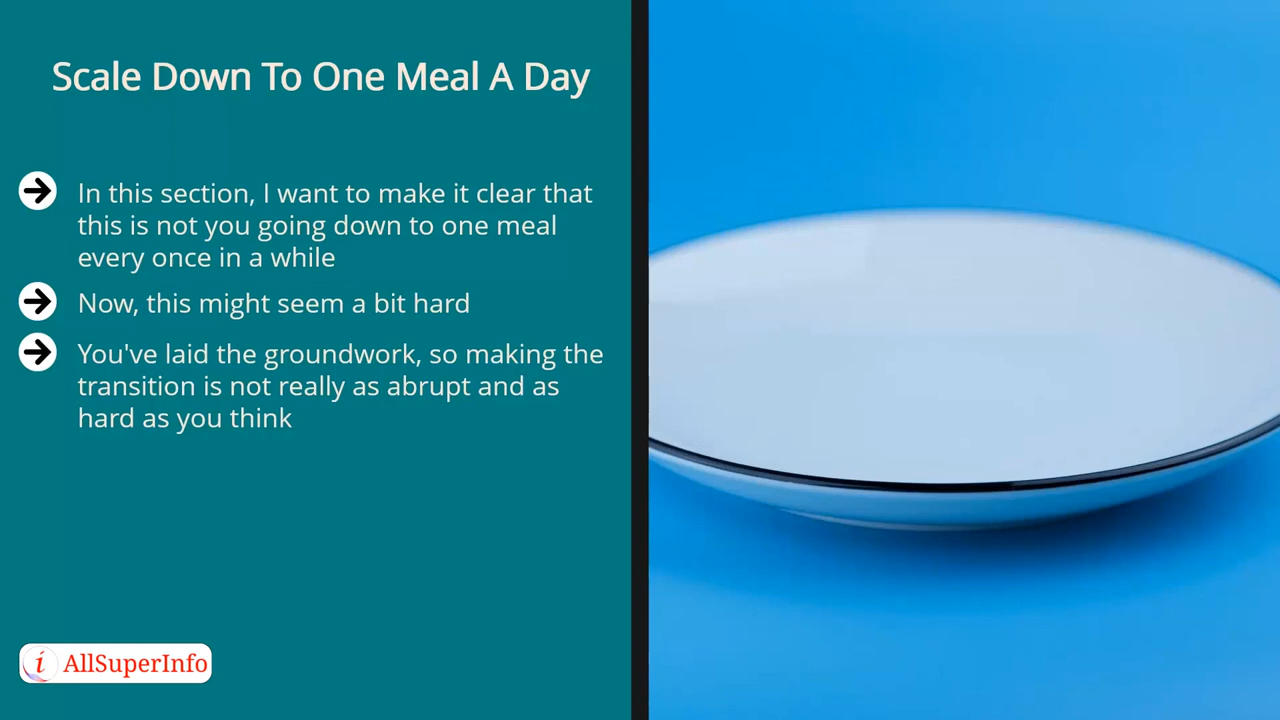 Scale Down To One Meal A Day
In this section, I want to make it clear that
this is not you going down to one meal
every once in a while
Now, this might seem a bit hard
You've laid the groundwork, so making the
transition is not really as abrupt and as
hard as you think
i AllSuperInfo